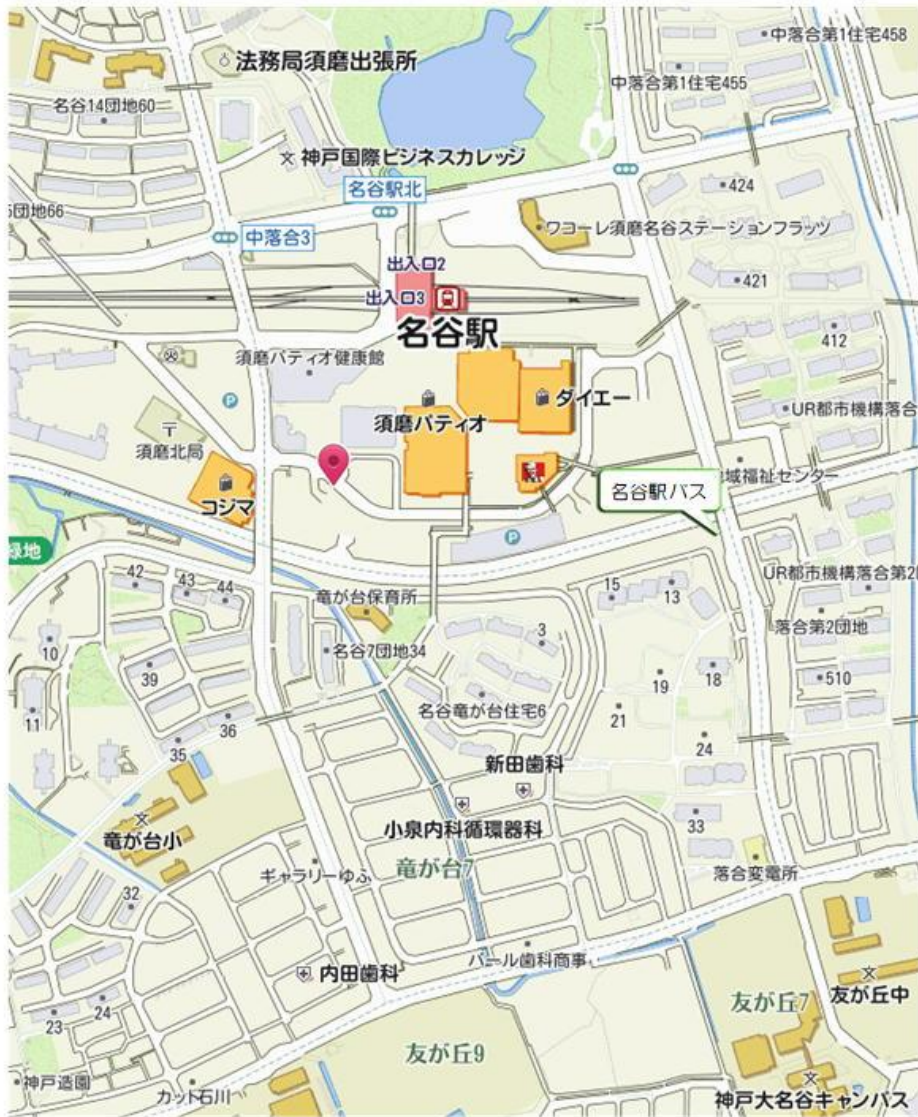 中落合第1住宅458
法務局須磨出張所
中落合第1住宅455
名谷14団地60
神戸国際ビジネスカレッジ
名谷駅北
424
団地66
ワコーレ須磨名谷ステーションフラッツ
中落合3
出入口2
421
出入口3
名谷駅
412
須磨パティオ健康館
ダイエー
UR都市機構落合
P
須磨パティオ
須磨北局
域福祉センター
名谷駅バス
コジマ
P
緑地
42
43
44
UR都市機構落合第2
竜が台保育所
15
13
10
3
落合第2団地
名谷7団地34
39
19
18
510
11
36
名谷竜が台住宅6
21
35
24
新田歯科
小泉内科循環器科
33
竜が台小
竜が台7
ギャラリーゆふ
落合変電所
32
パール歯科商事
内田歯科
友が丘7
友が丘中
24
23
友が丘9
神戸造園
カット石川
神戸大名谷キャンパス